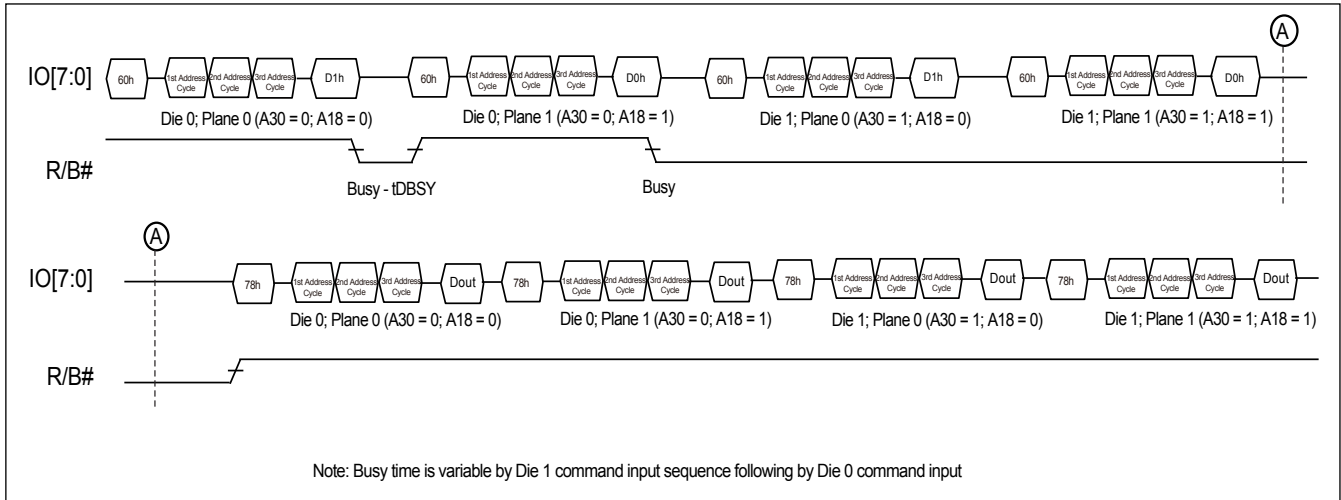 A
IO[7:0] 60h 1st Address Cycle 2nd Address Cycle 3rd Address Cycle D1h 60h 1st Address Cycle 2nd Address Cycle 3rd Address Cycle D0h 60h 1st Address Cycle 2nd Address Cycle 3rd Address Cycle D1h 60h 1st Address Cycle 2nd Address Cycle 3rd Address Cycle D0h
Die 0; Plane 0 (A30 = 0; A18 = 0) Die 0; Plane 1 (A30 = 0; A18 = 1) Die 1; Plane 0 (A30 = 1; A18 = 0) Die 1; Plane 1 (A30 = 1; A18 = 1)
R/B#
Busy - tDBSY Busy
A
IO[7:0] 78h 1st Address Cycle 2nd Address Cycle 3rd Address Cycle Dout 78h 1st Address Cycle 2nd Address Cycle 3rd Address Cycle Dout 78h 1st Address Cycle 2nd Address Cycle 3rd Address Cycle Dout 78h 1st Address Cycle 2nd Address Cycle 3rd Address Cycle Dout
Die 0; Plane 0 (A30 = 0; A18 = 0) Die 0; Plane 1 (A30 = 0; A18 = 1) Die 1; Plane 0 (A30 = 1; A18 = 0) Die 1; Plane 1 (A30 = 1; A18 = 1)
R/B#
Note: Busy time is variable by Die 1 command input sequence following by Die 0 command input